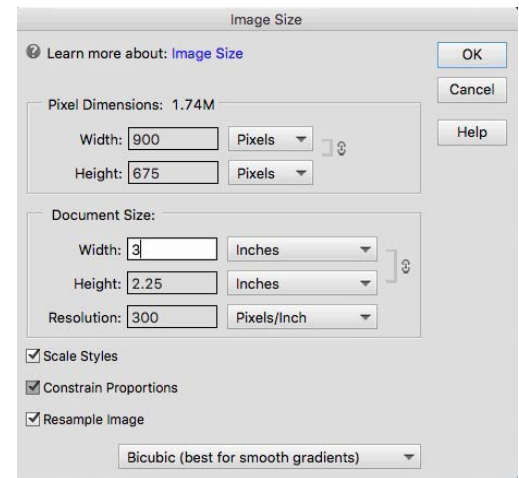 Image Size
Learn more about: Image Size
OK
Cancel
Help
Pixel Dimensions: 1.74M
Width: 900 Pixels
Height: 675 Pixels
Document Size:
Width: 3 Inches
Height: 2.25 Inches
Resolution: 300 Pixels/Inch
Scale Styles
Constrain Proportions
Resample Image
Bicubic (best for smooth gradients)